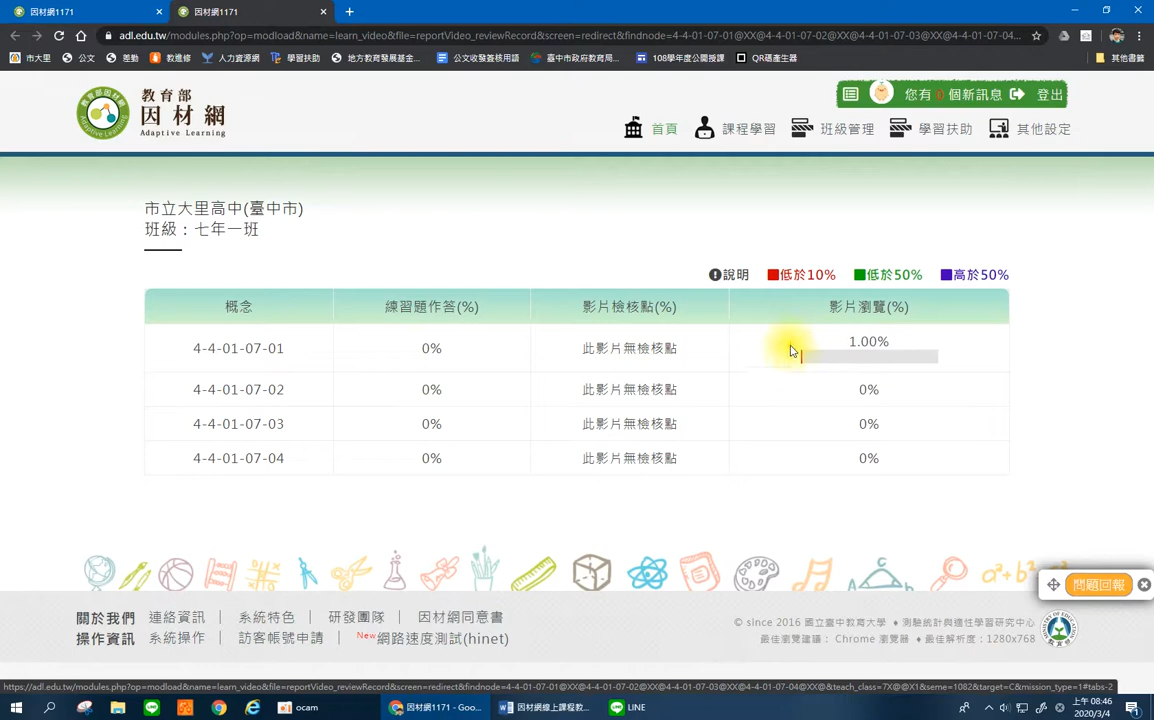 因材網1171
因材網1171
adl.edu.tw/modules.php?op=modload&name=learn_video&file=reportVideo_reviewRecord&screen=redirect&findnode=4-4-01-07-01@XX@4-4-01-07-02@XX@4-4-01-07-03@XX@4-4-01-07-04...
市大里 公文 差勤 教進修 人力資源網 學習扶助 地方教育發展基金... 公文收發簽核用語 臺中市政府教育局... 108學年度公開授課 QR碼產生器 其他書籤
教育部
因材網
Adaptive Learning
您有0個新訊息 登出
首頁 課程學習 班級管理 學習扶助 其他設定
市立大里高中(臺中市)
班級：七年一班
說明 低於10% 低於50% 高於50%
概念 練習題作答(%) 影片檢核點(%) 影片瀏覽(%)
4-4-01-07-01 0% 此影片無檢核點 1.00%
4-4-01-07-02 0% 此影片無檢核點 0%
4-4-01-07-03 0% 此影片無檢核點 0%
4-4-01-07-04 0% 此影片無檢核點 0%
問題回報
關於我們 連絡資訊 | 系統特色 | 研發團隊 | 因材網同意書
操作資訊 系統操作 | 訪客帳號申請 | New網路速度測試(hinet)
© since 2016 國立臺中教育大學 ♦測驗統計與適性學習研究中心
最佳瀏覽建議： Chrome 瀏覽器 ♦最佳解析度：1280x768
https://adl.edu.tw/modules.php?op=modload&name=learn_video&file=reportVideo_reviewRecord&screen=redirect&findnode=4-4-01-07-01@XX@4-4-01-07-02@XX@4-4-01-07-03@XX@4-4-01-07-04@XX@&teach_class=7X@@X1&seme=1082&target=C&mission_type=1#tabs-2
ocam 因材網1171 - Goo... 因材網線上課程教... LINE
上午 08:46
2020/3/4